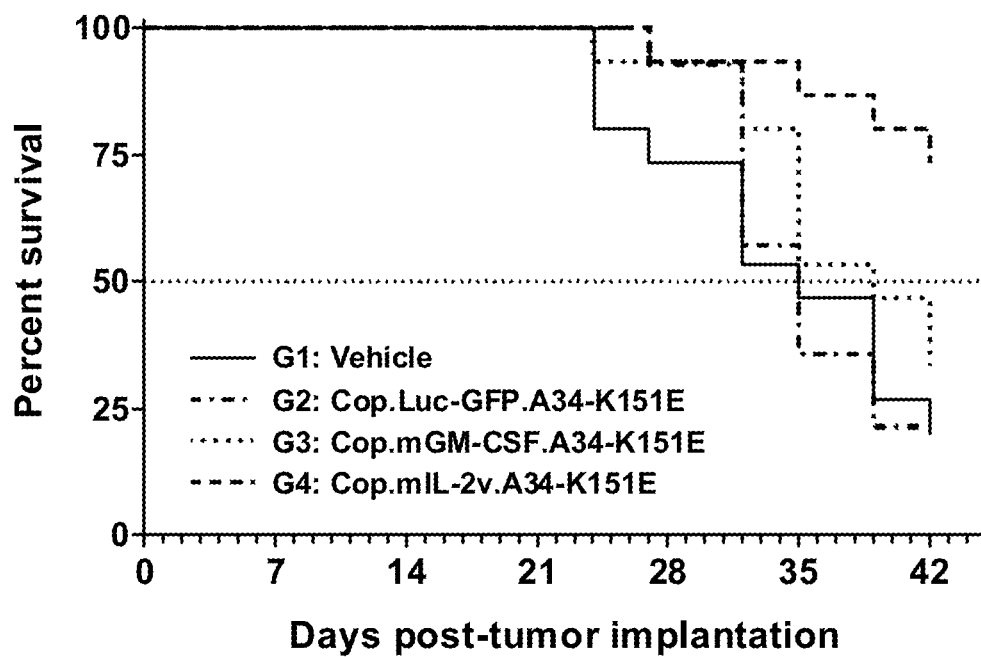 100
75
50
25
0
Percent survival
G1: Vehicle
G2: Cop.Luc-GFP.A34-K151E
G3: Cop.mGM-CSF.A34-K151E
G4: Cop.mIL-2v.A34-K151E
0 7 14 21 28 35 42
Days post-tumor implantation